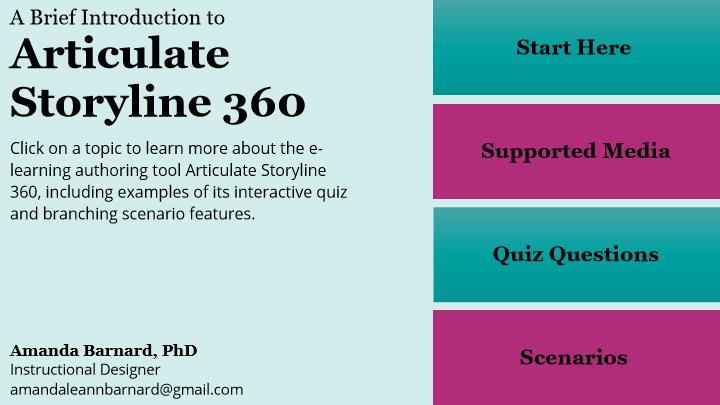 A Brief Introduction to
Articulate
Storyline 360
Click on a topic to learn more about the e-
learning authoring tool Articulate Storyline
360, including examples of its interactive quiz
and branching scenario features.
Amanda Barnard, PhD
Instructional Designer
amandaleannbarnard@gmail.com
Start Here
Supported Media
Quiz Questions
Scenarios